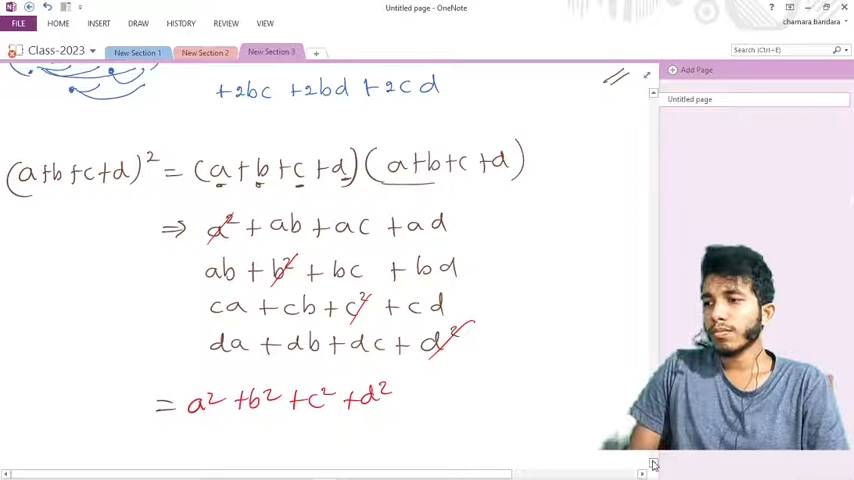 Untitled page - OneNote
FILE HOME INSERT DRAW HISTORY REVIEW VIEW
chamara bandara
Class-2023 New Section 1 New Section 2 New Section 3
Search (Ctrl+E)
Add Page
Untitled page
+2bc +2bd +2cd
(a+b+c+d)² = (a+b+c+d)(a+b+c+d)
⇒ a² + ab + ac + ad
ab + b² + bc + bd
ca + cb + c² + cd
da + db + dc + d²
= a² + b² + c² + d²